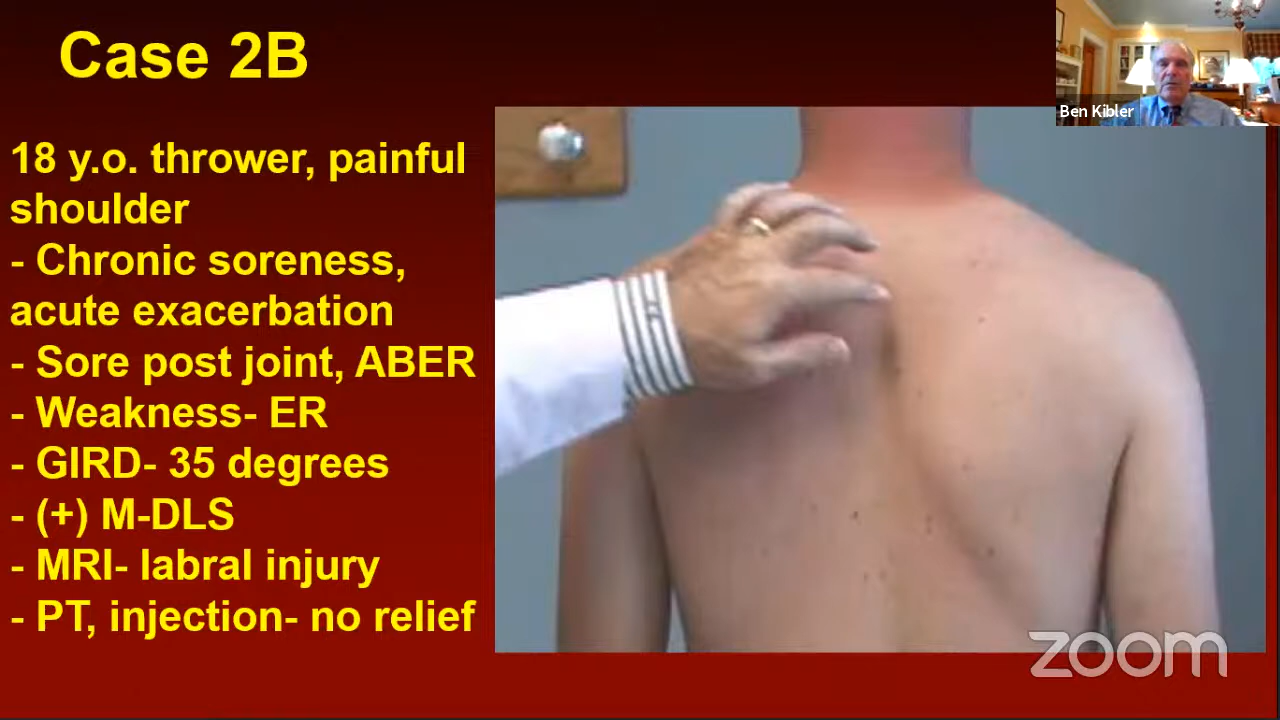 Case 2B
Ben Kibler
18 y.o. thrower, painful
shoulder
- Chronic soreness,
acute exacerbation
- Sore post joint, ABER
- Weakness- ER
- GIRD- 35 degrees
- (+) M-DLS
- MRI- labral injury
- PT, injection- no relief
zoom